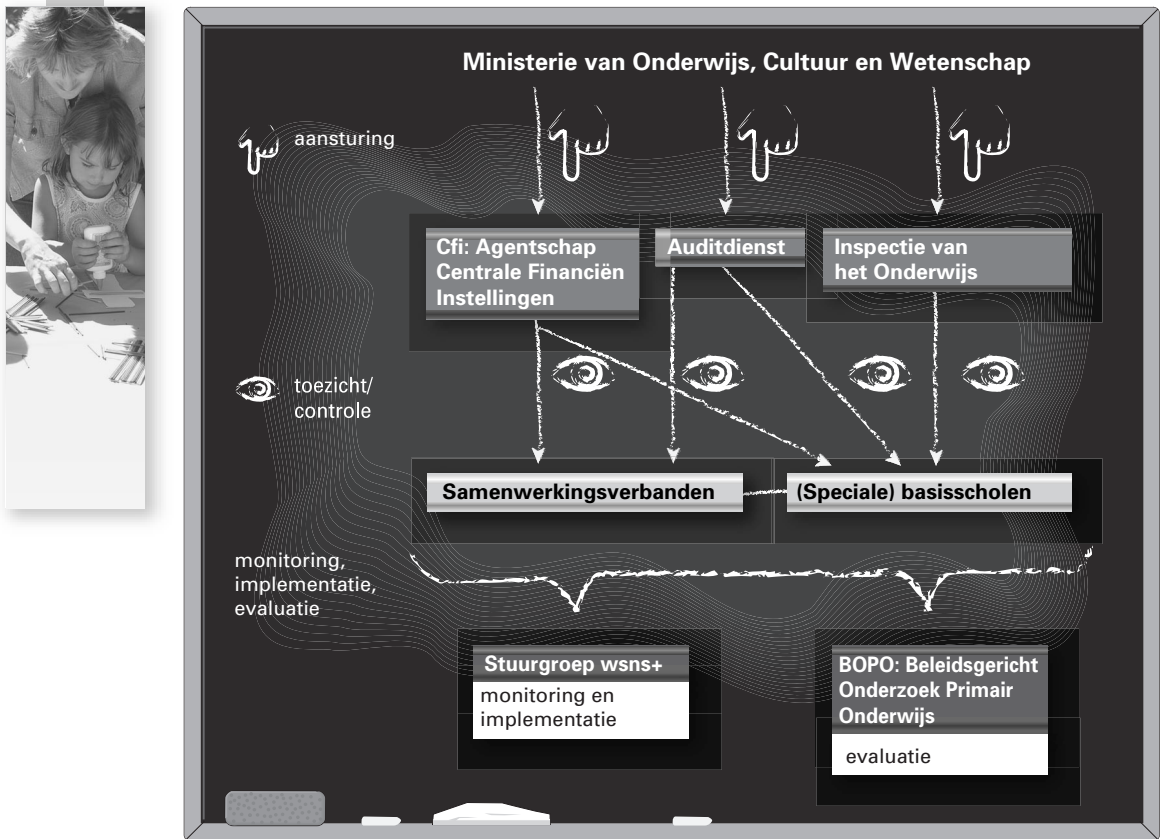 Ministerie van Onderwijs, Cultuur en Wetenschap
aansturing
Cfi: Agentschap
Centrale Financiën
Instellingen
Auditdienst
Inspectie van
het Onderwijs
toezicht/
controle
Samenwerkingsverbanden
(Speciale) basisscholen
monitoring,
implementatie,
evaluatie
Stuurgroep wsns+
monitoring en
implementatie
BOPO: Beleidsgericht
Onderzoek Primair
Onderwijs
evaluatie